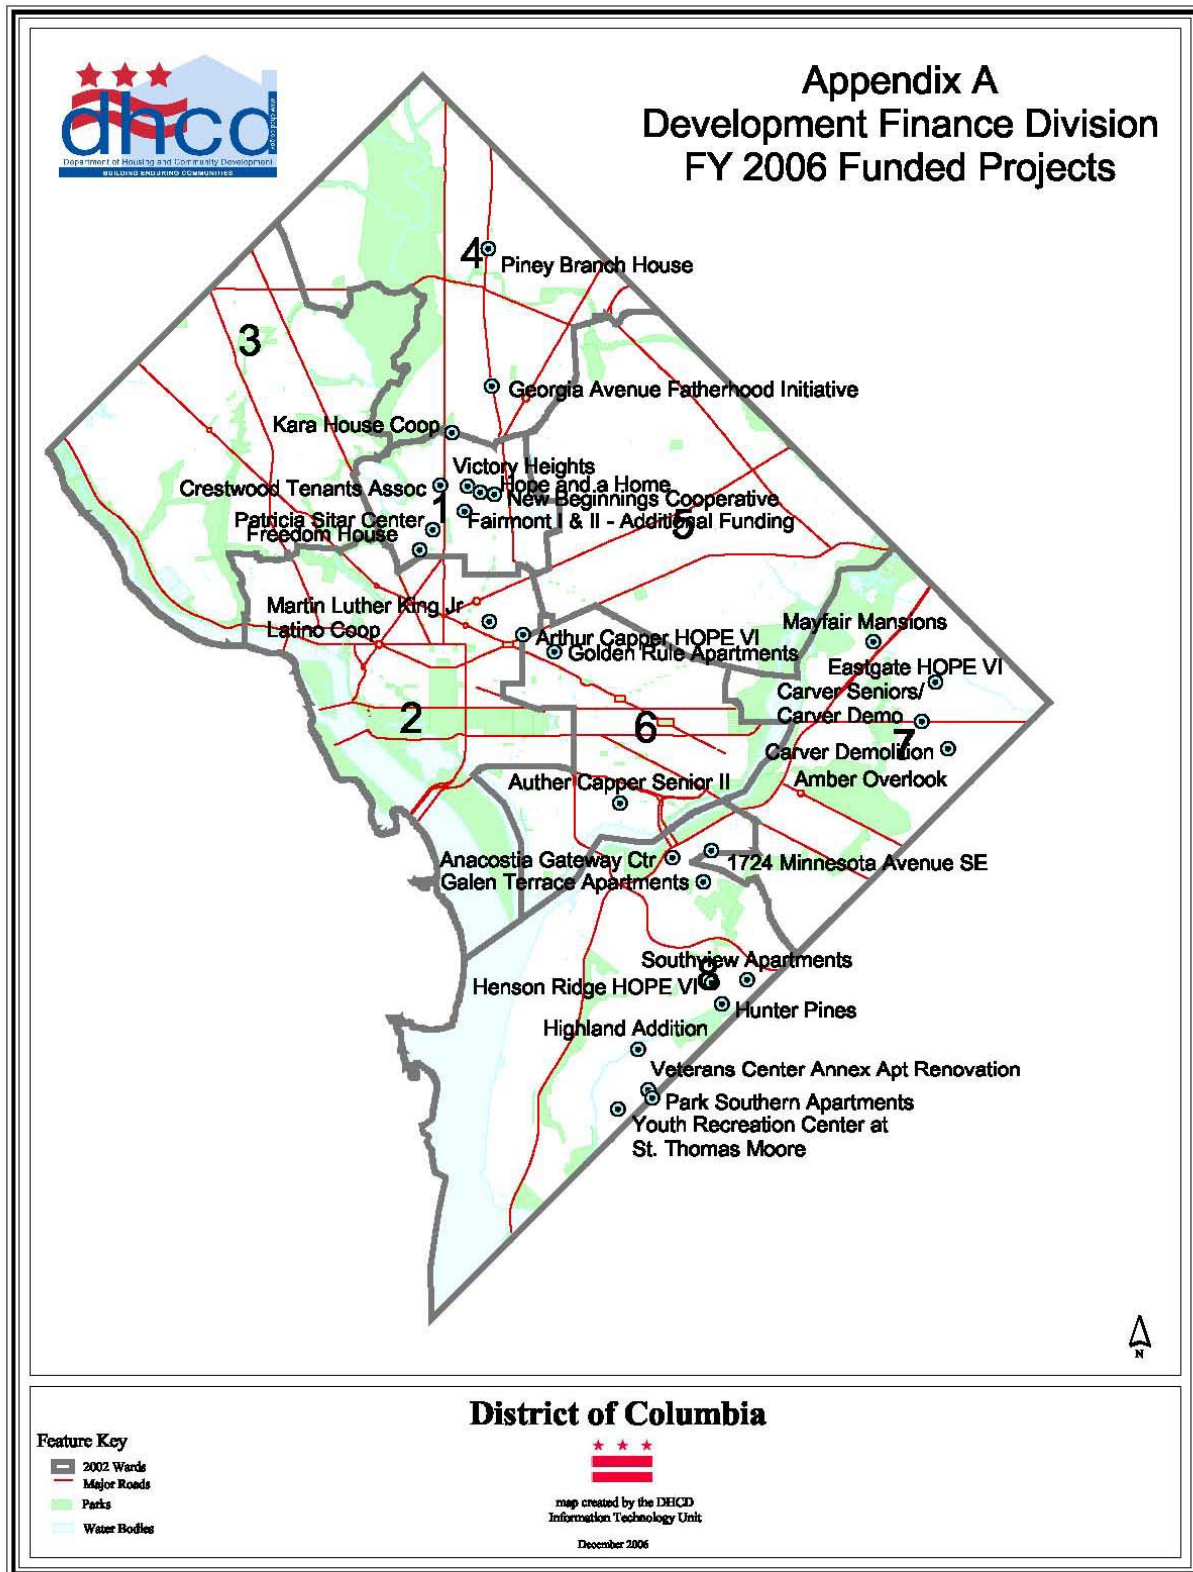 dhcd
www.dhcd.dc.gov
Department of Housing and Community Development
BUILDING ENDURING COMMUNITIES
Appendix A
Development Finance Division
FY 2006 Funded Projects
4
Piney Branch House
3
Georgia Avenue Fatherhood Initiative
Kara House Coop
Victory Heights
Crestwood Tenants Assoc
Hope and a Home
New Beginnings Cooperative
1
Patricia Sitar Center
Fairmont I & II - Additional Funding
5
Freedom House
Martin Luther King Jr
Latino Coop
Arthur Capper HOPE VI
Golden Rule Apartments
Mayfair Mansions
Eastgate HOPE VI
Carver Seniors/
Carver Demo
2
6
7
Carver Demolition
Amber Overlook
Auther Capper Senior II
Anacostia Gateway Ctr
1724 Minnesota Avenue SE
Galen Terrace Apartments
Southview Apartments
8
Henson Ridge HOPE VI
Hunter Pines
Highland Addition
Veterans Center Annex Apt Renovation
Park Southern Apartments
Youth Recreation Center at
St. Thomas Moore
N
District of Columbia
Feature Key
2002 Wards
Major Roads
Parks
Water Bodies
map created by the DHCD
Information Technology Unit
December 2006